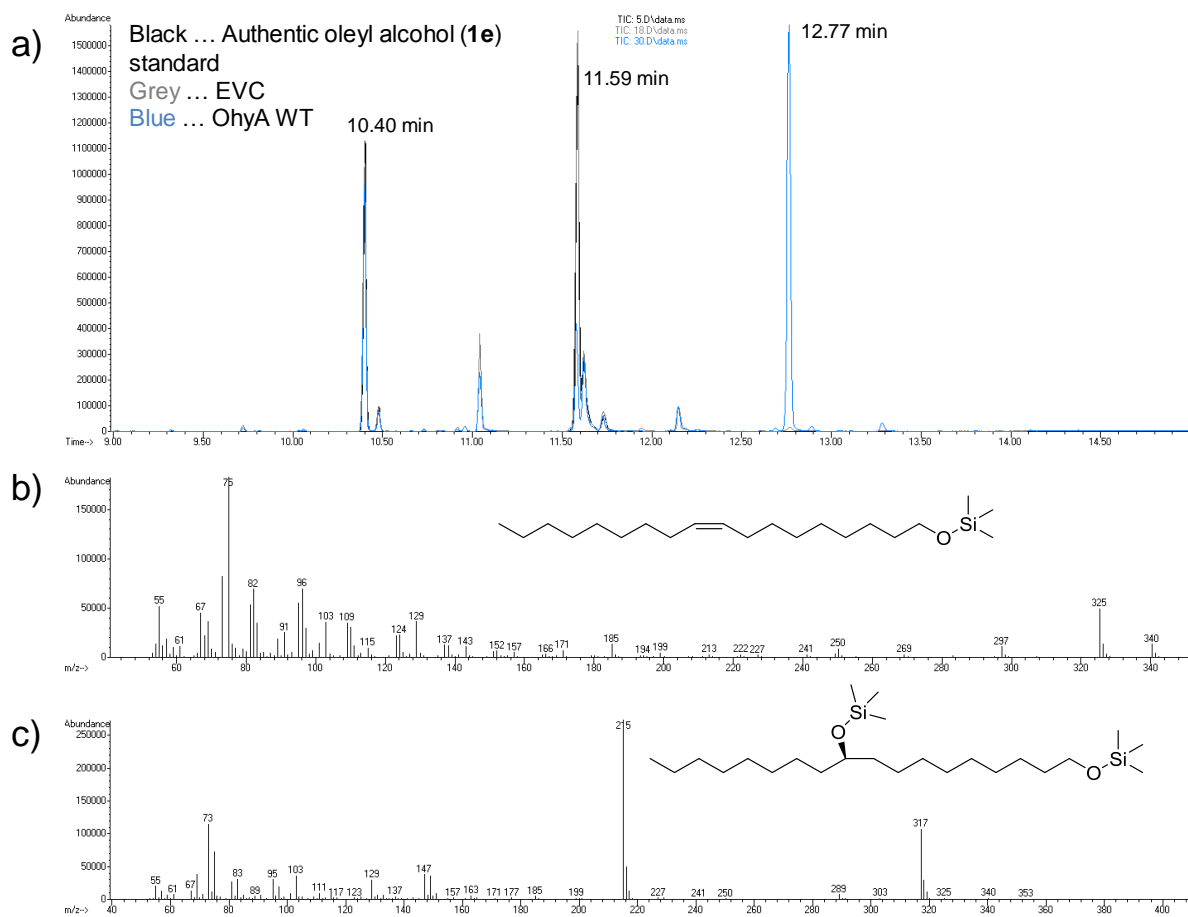 a)
Abundance
Black … Authentic oleyl alcohol (1e)
standard
Grey … EVC
Blue … OhyA WT
TIC: 5.D\data.ms
TIC: 18.D\data.ms
TIC: 30.D\data.ms
12.77 min
11.59 min
10.40 min
1500000
1400000
1300000
1200000
1100000
1000000
900000
800000
700000
600000
500000
400000
300000
200000
100000
0
9.00 9.50 10.00 10.50 11.00 11.50 12.00 12.50 13.00 13.50 14.00 14.50
Time-->
b)
Abundance
150000
100000
50000
0
75
55 67 82 96 103 109 129 325
61 91 115 124 137 143 152 157 166 171 185 194 199 213 222 227 241 250 269 297 340
O Si
60 80 100 120 140 160 180 200 220 240 260 280 300 320 340
m/z-->
c)
Abundance
250000
200000
150000
100000
50000
0
Si
O
O Si
215
73 317
55 61 67 83 89 95 103 111 117 123 129 137 147 157 163 171 177 185 199 227 241 250 289 303 325 340 353
40 60 80 100 120 140 160 180 200 220 240 260 280 300 320 340 360 380 400
m/z-->